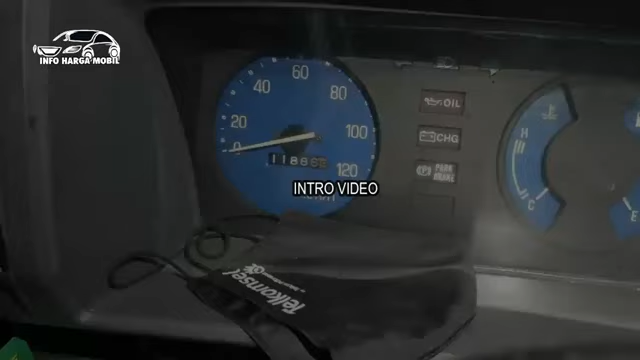 INFO HARGA MOBIL
60
40
80
20
100
0
120
OIL
CHG
PARK
BRAKE
H
C
E
INTRO VIDEO
Telkomsel